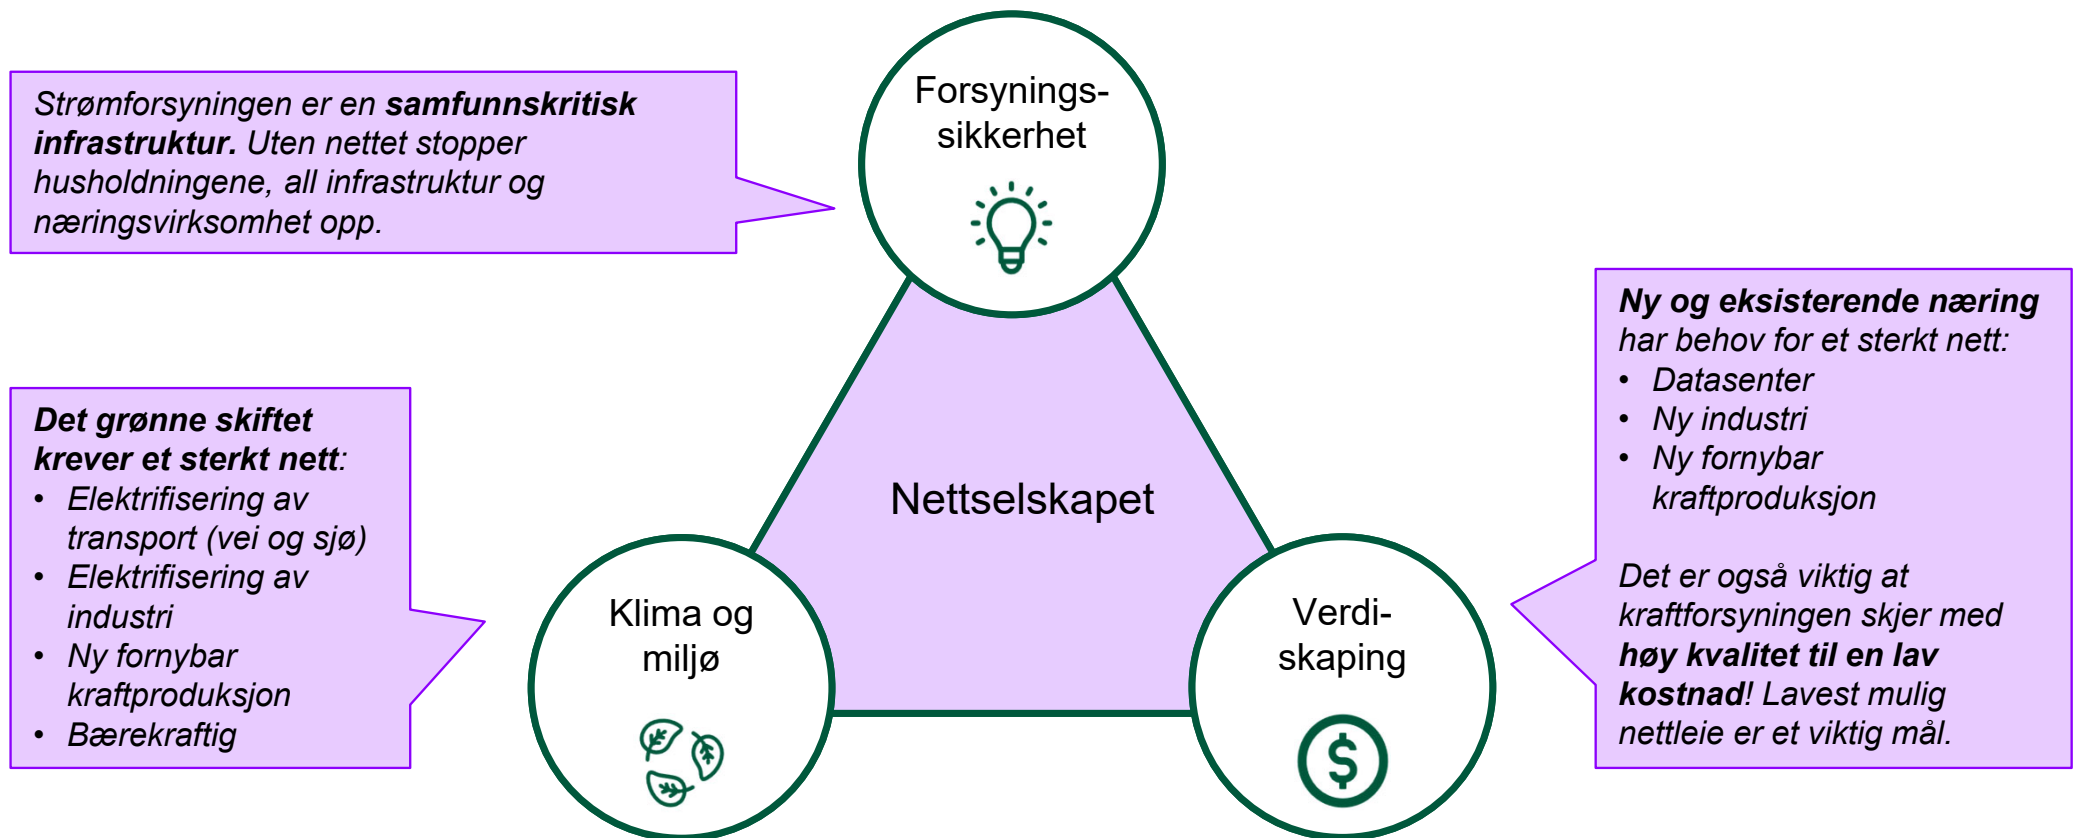 Strømforsyningen er en samfunnskritisk
infrastruktur. Uten nettet stopper
husholdningene, all infrastruktur og
næringsvirksomhet opp.
Forsynings-
sikkerhet
Det grønne skiftet
krever et sterkt nett:
• Elektrifisering av
transport (vei og sjø)
• Elektrifisering av
industri
• Ny fornybar
kraftproduksjon
• Bærekraftig
Nettselskapet
Klima og
miljø
Verdi-
skaping
$
Ny og eksisterende næring
har behov for et sterkt nett:
• Datasenter
• Ny industri
• Ny fornybar
kraftproduksjon
Det er også viktig at
kraftforsyningen skjer med
høy kvalitet til en lav
kostnad! Lavest mulig
nettleie er et viktig mål.